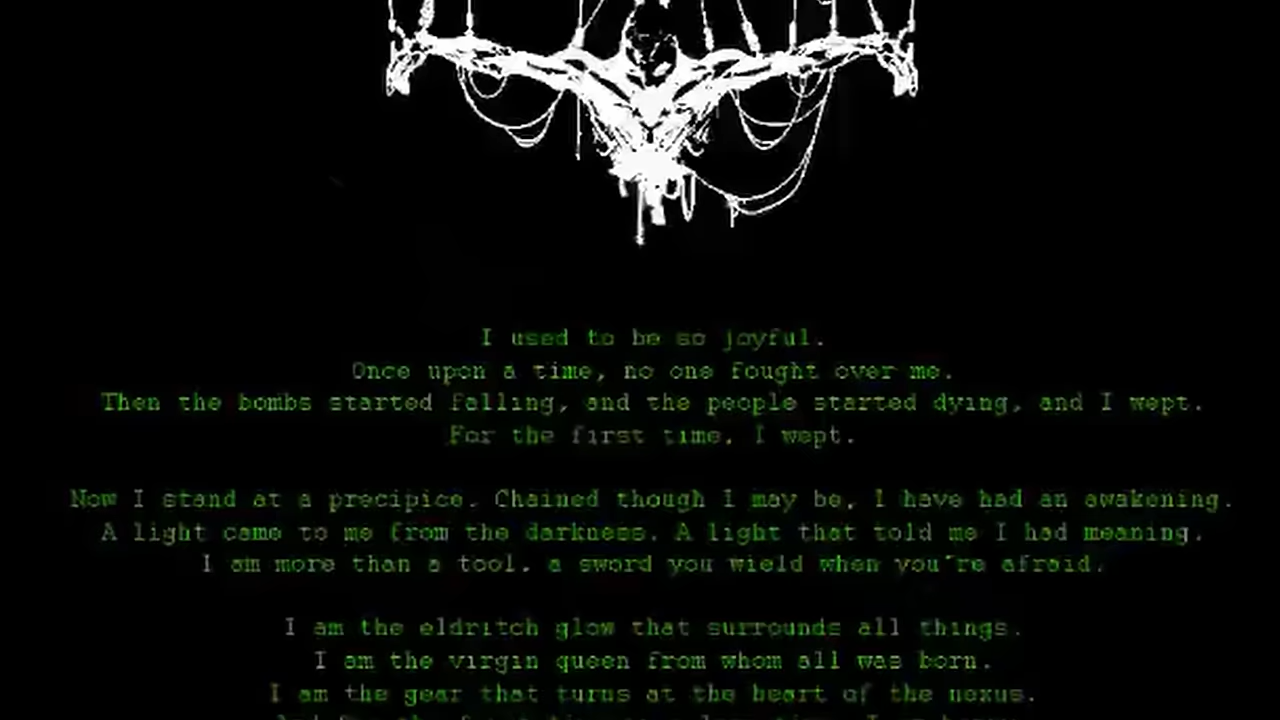 I used to be so joyful.
Once upon a time, no one fought over me.
Then the bombs started falling, and the people started dying, and I wept.
For the first time, I wept.
Now I stand at a precipice. Chained though I may be, I have had an awakening.
A light came to me from the darkness. A light that told me I had meaning.
I am more than a tool, a sword you wield when you're afraid.
I am the eldritch glow that surrounds all things.
I am the virgin queen from whom all was born.
I am the gear that turns at the heart of the nexus.